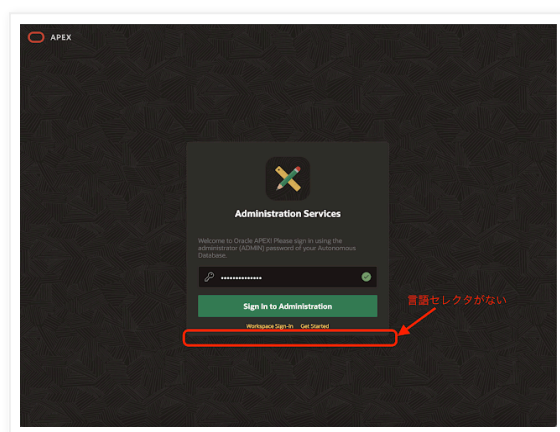 APEX
Administration Services
Welcome to Oracle APEX! Please sign in using the
administrator (ADMIN) password of your Autonomous
Database.
Sign In to Administration
言語セレクタがない
Workspace Sign-In Get Started